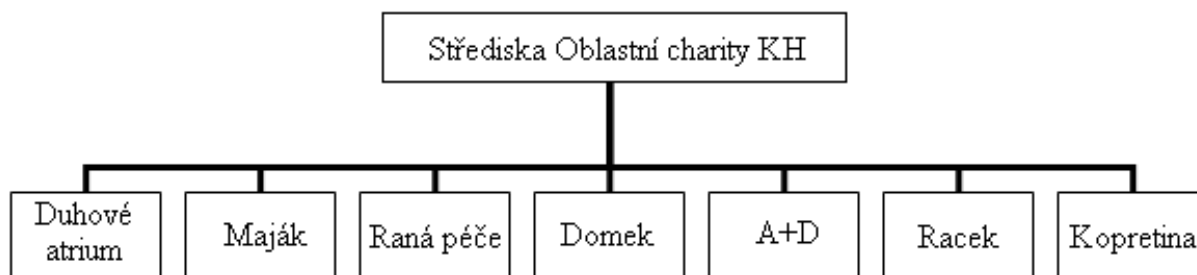 Střediska Oblastní charity KH
Duhové
atrium
Maják
Raná péče
Domek
A+D
Racek
Kopretina